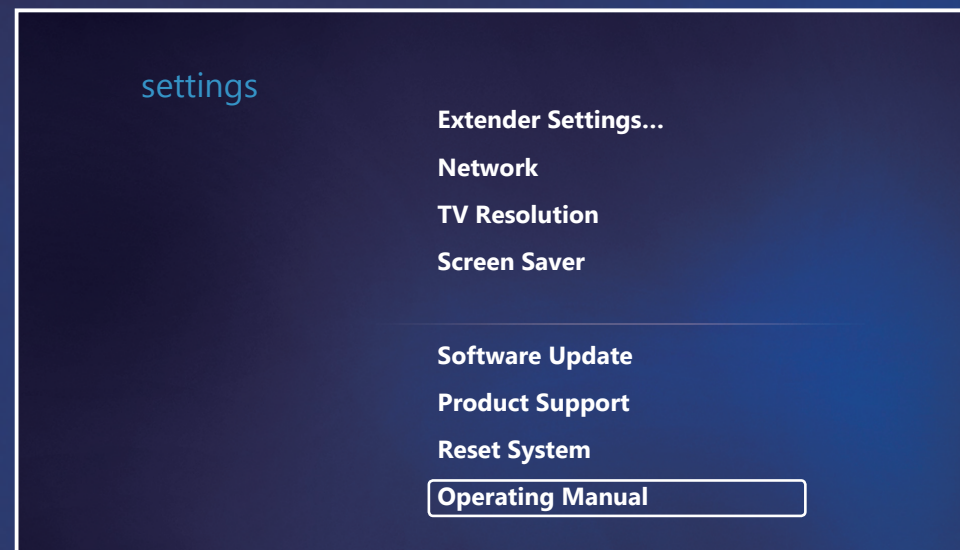 settings
Extender Settings...
Network
TV Resolution
Screen Saver
Software Update
Product Support
Reset System
Operating Manual